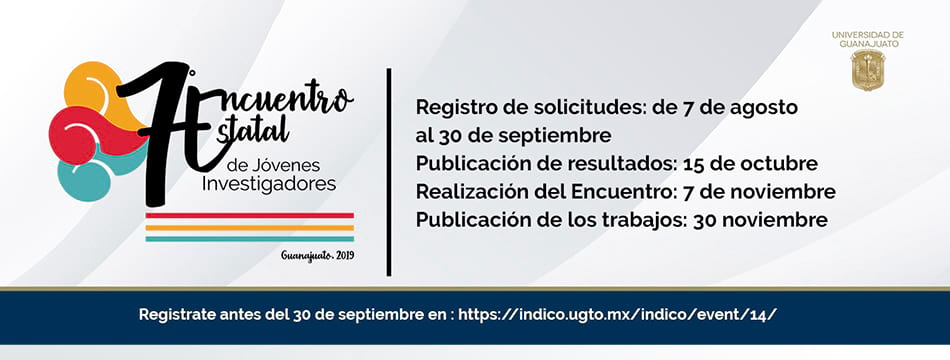 7° Encuentro
Estatal
de Jóvenes
Investigadores
Guanajuato, 2019
Registro de solicitudes: de 7 de agosto
al 30 de septiembre
Publicación de resultados: 15 de octubre
Realización del Encuentro: 7 de noviembre
Publicación de los trabajos: 30 noviembre
UNIVERSIDAD DE
GUANAJUATO
Registrate antes del 30 de septiembre en : https://indico.ugto.mx/indico/event/14/